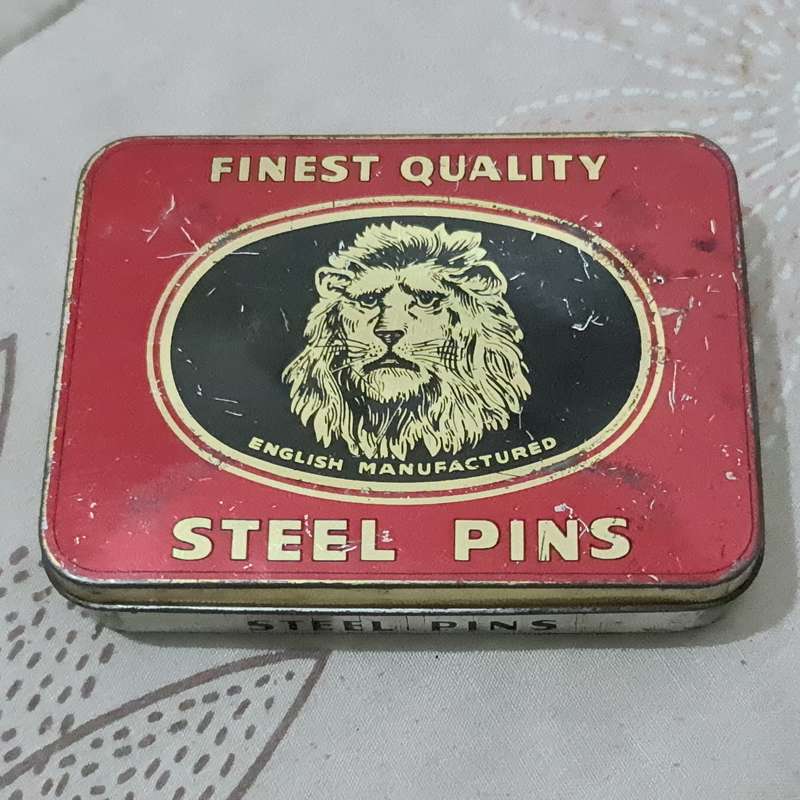 FINEST QUALITY
ENGLISH MANUFACTURED
STEEL PINS
STEEL PINS